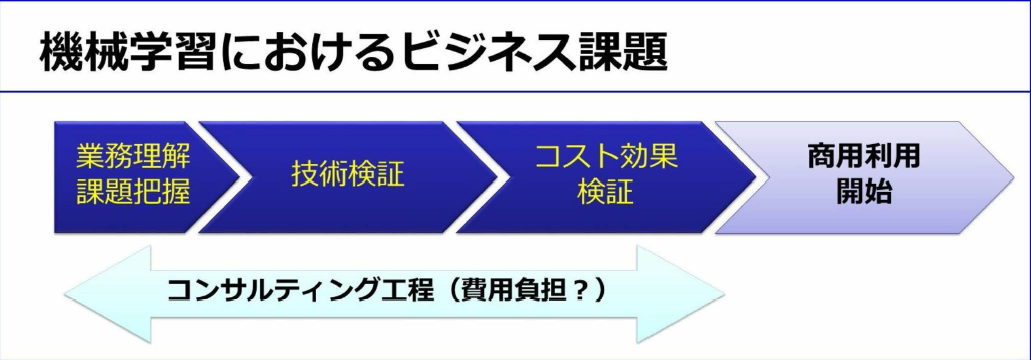 機械学習におけるビジネス課題
業務理解
課題把握
技術検証
コスト効果
検証
商用利用
開始
コンサルティング工程（費用負担？）